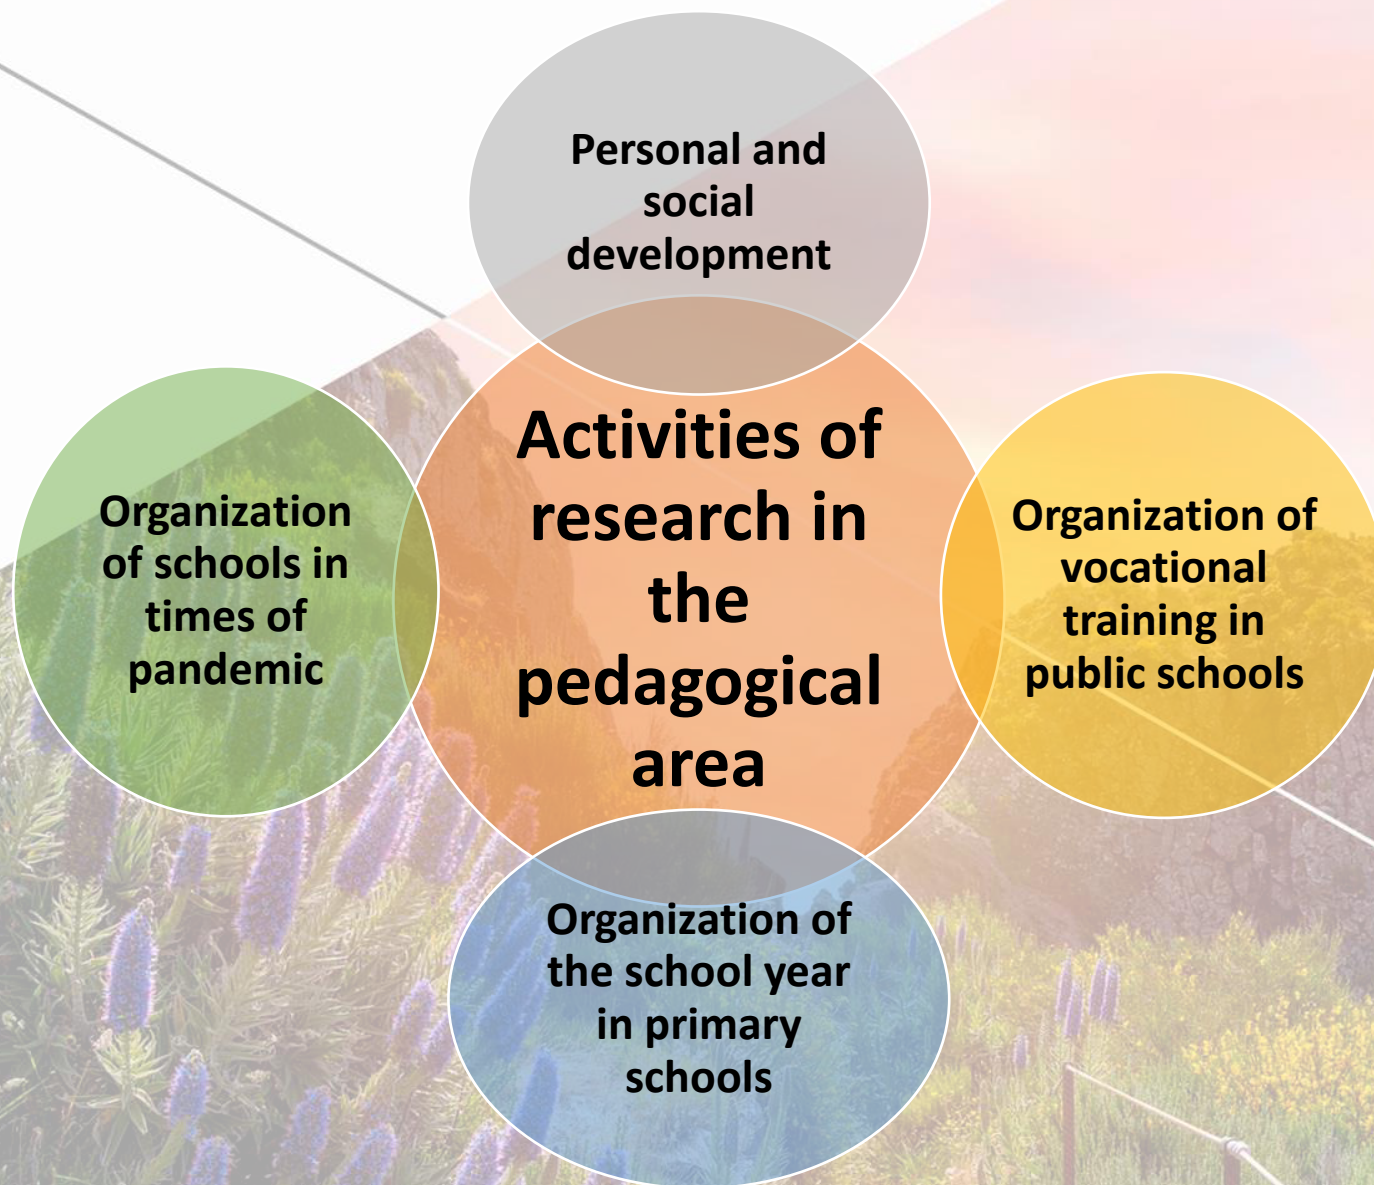 Personal and
social
development
Activities of
research in
the
pedagogical
area
Organization
of schools in
times of
pandemic
Organization of
vocational
training in
public schools
Organization of
the school year
in primary
schools